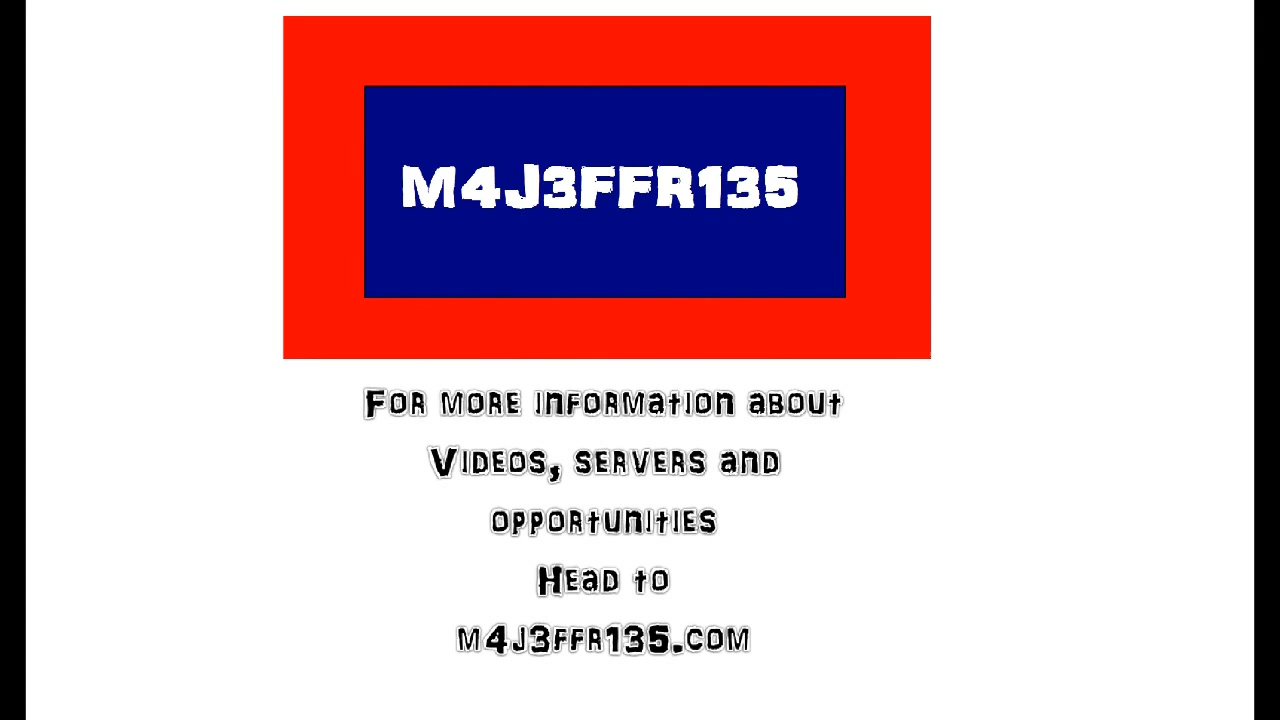 M4J3FFR135
For more information about
Videos, servers and
opportunities
Head to
m4j3ffr135.com